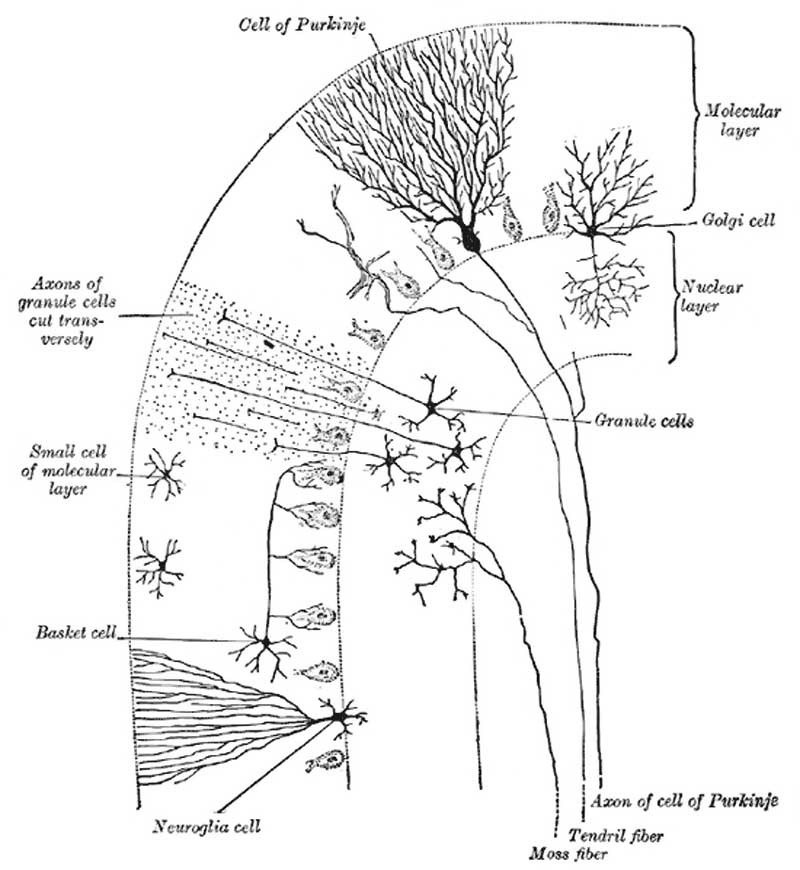 Cell of Purkinje
Molecular
layer
Golgi cell
Nuclear
layer
Axons of
granule cells
cut trans-
versely
Granule cells
Small cell
of molecular
layer
Basket cell
Neuroglia cell
Axon of cell of Purkinje
Tendril fiber
Moss fiber